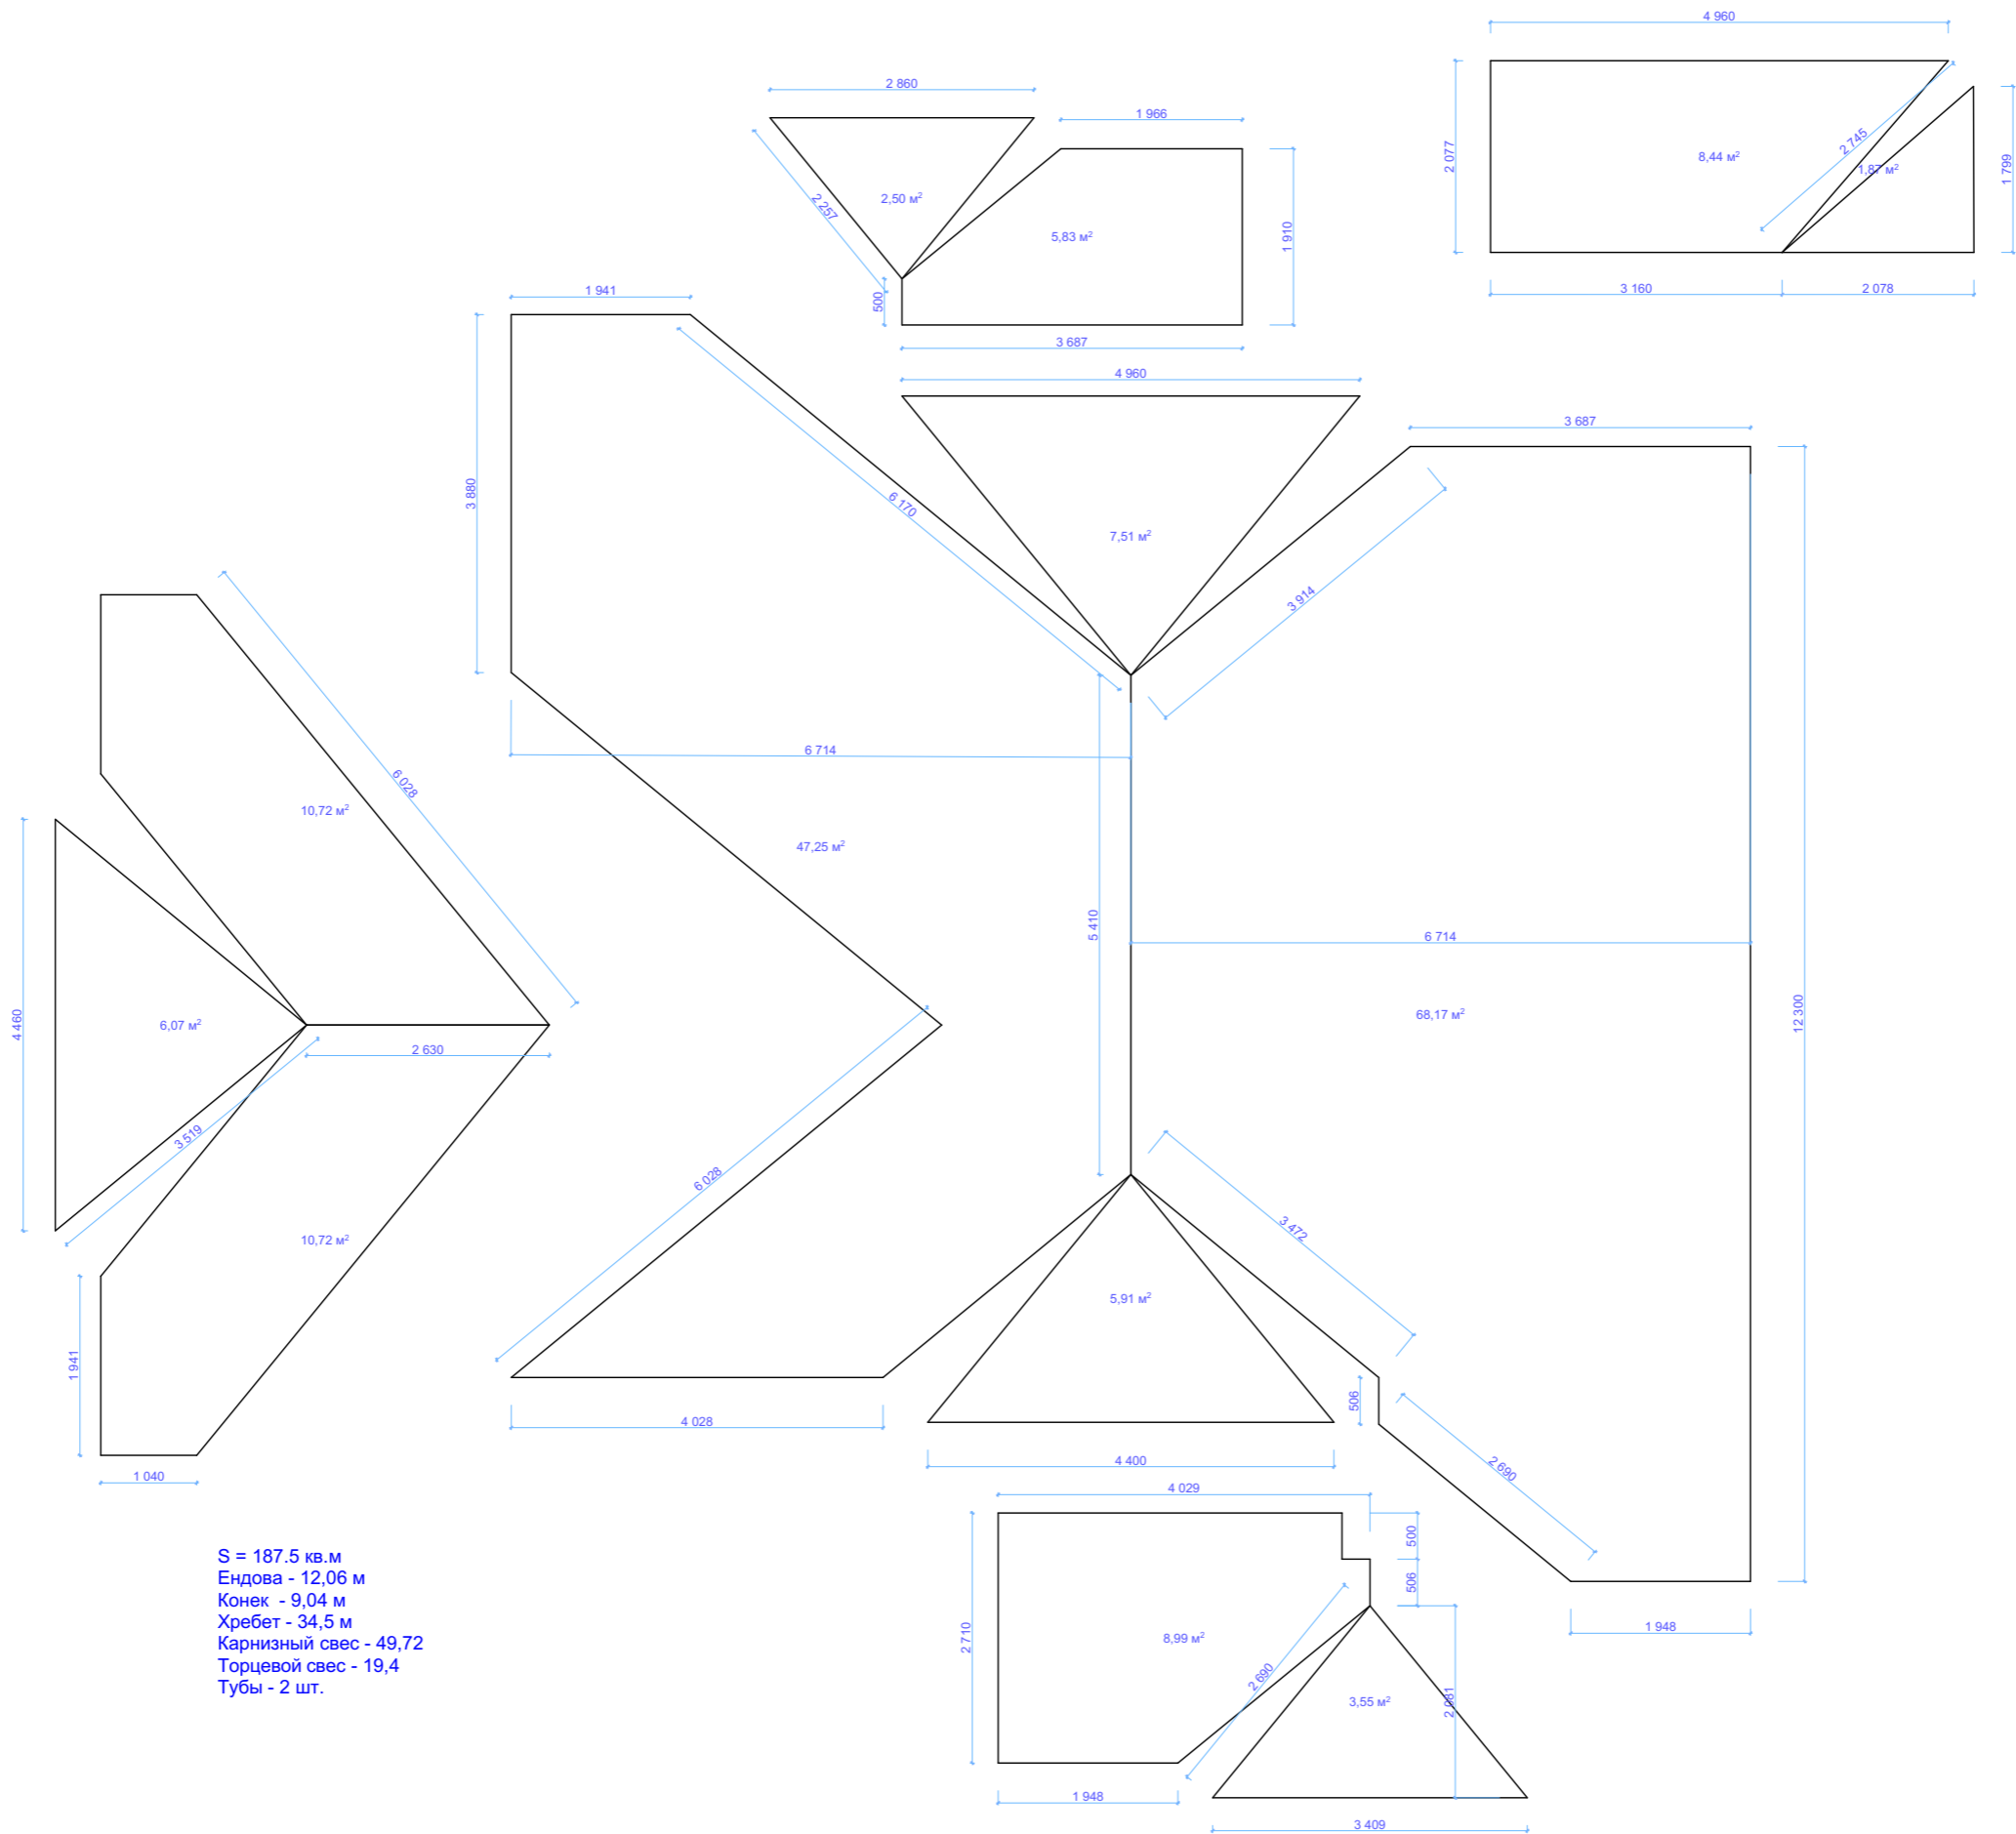 4 960
2 860
1 966
2 077
8,44 м²
2 745
1,87 м²
1 799
2,50 м²
2 257
5,83 м²
1 910
500
3 160
2 078
1 941
3 687
4 960
3 687
3 880
6 170
7,51 м²
3 914
6 714
6 028
10,72 м²
47,25 м²
5 410
6 714
4 460
6,07 м²
2 630
68,17 м²
12 300
3 519
6 028
3 472
10,72 м²
5,91 м²
1 941
506
4 028
4 400
2 690
1 040
4 029
500
506
2 710
8,99 м²
2 690
1 948
3,55 м²
2 081
1 948
3 409
S = 187.5 кв.м
Ендова - 12,06 м
Конек - 9,04 м
Хребет - 34,5 м
Карнизный свес - 49,72
Торцевой свес - 19,4
Тубы - 2 шт.